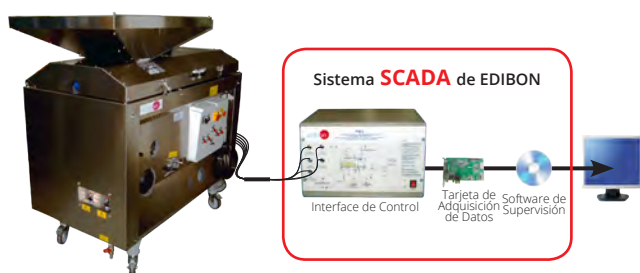 Sistema SCADA de EDIBON
Interface de Control
Tarjeta de
Adquisición
de Datos
Software de
Supervisión